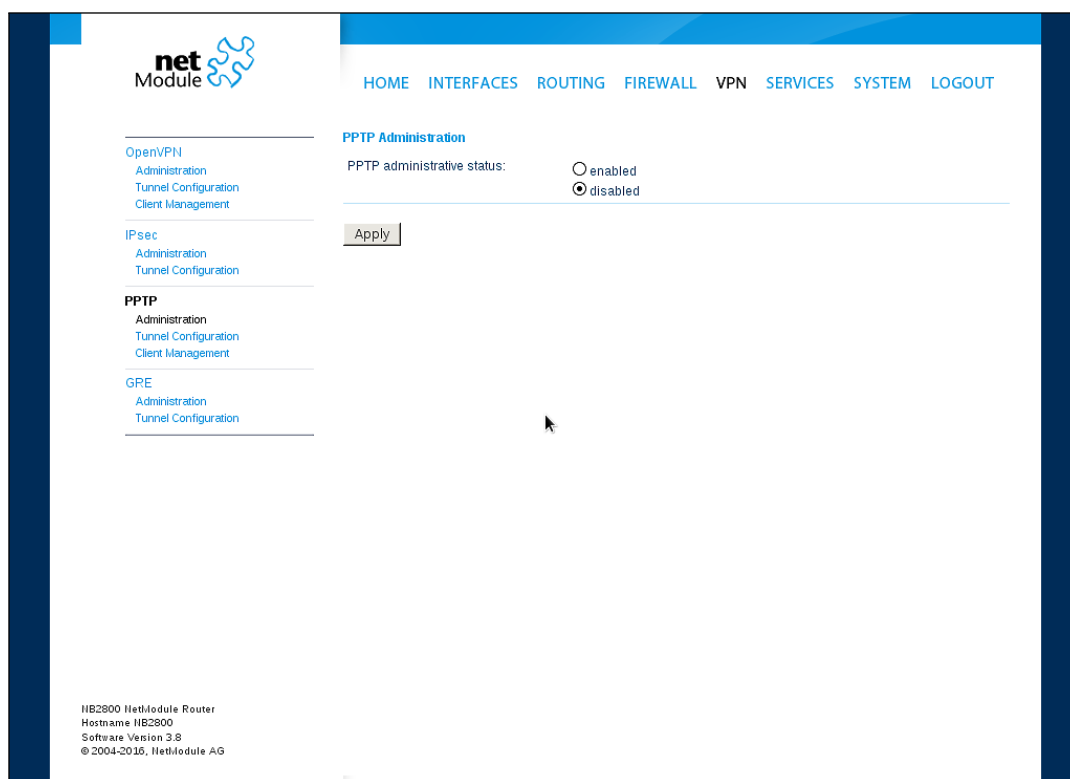 net
Module
HOME INTERFACES ROUTING FIREWALL VPN SERVICES SYSTEM LOGOUT
OpenVPN
Administration
Tunnel Configuration
Client Management
IPsec
Administration
Tunnel Configuration
PPTP
Administration
Tunnel Configuration
Client Management
GRE
Administration
Tunnel Configuration
PPTP Administration
PPTP administrative status:
enabled
disabled
Apply
NB2800 NetModule Router
Hostname NB2800
Software Version 3.8
© 2004-2016, NetModule AG